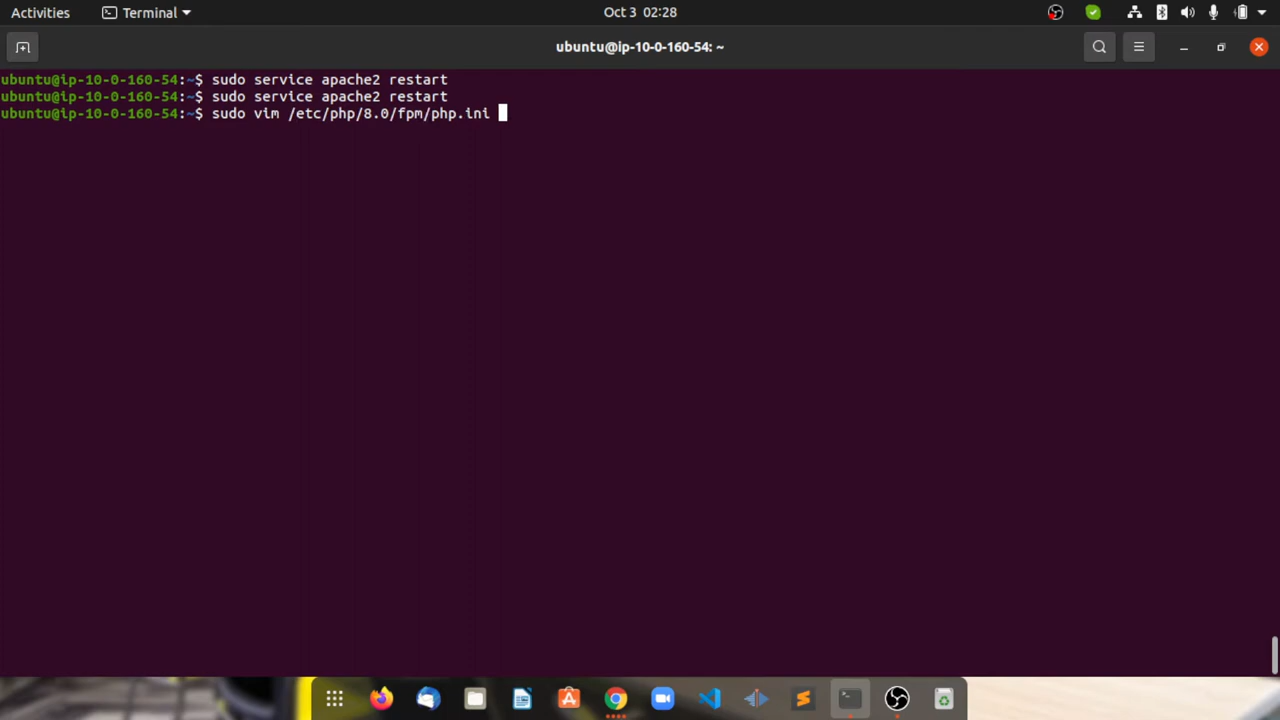 Activities
Terminal
Oct 3 02:28
ubuntu@ip-10-0-160-54: ~
ubuntu@ip-10-0-160-54:~$ sudo service apache2 restart
ubuntu@ip-10-0-160-54:~$ sudo service apache2 restart
ubuntu@ip-10-0-160-54:~$ sudo vim /etc/php/8.0/fpm/php.ini